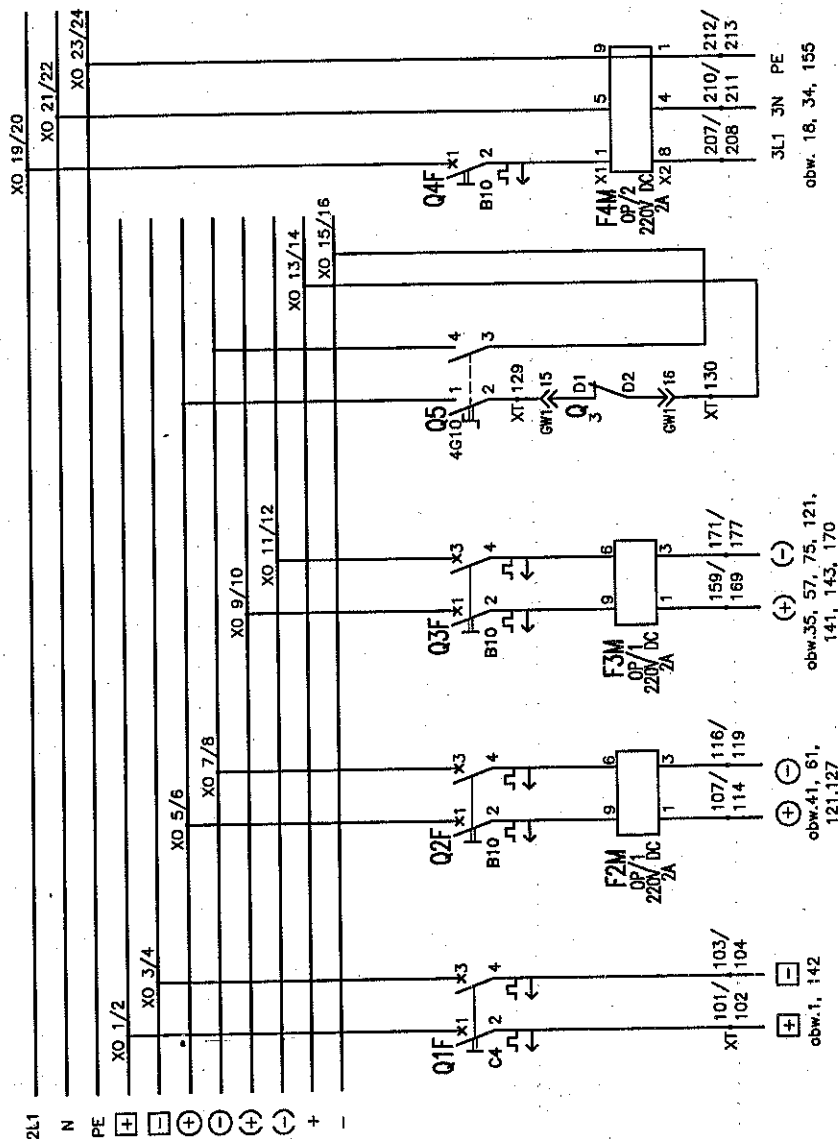 2L1
N
PE
+
−
+
−
(+)
(−)
+
−
XO 1/2
XO 3/4
XO 5/6
XO 7/8
XO 9/10
XO 11/12
XO 13/14
XO 15/16
XO 19/20
XO 21/22
XO 23/24
Q1F
C4
x1
2
x3
4
XT 101/
102
103/
104
+
−
obw.1, 142
Q2F
B10
x1
2
x3
4
F2M
OP/1
220V DC
2A
9
6
1
3
107/
114
116/
119
+
−
obw.41, 61,
121.127
Q3F
B10
x1
2
x3
4
F3M
OP/1
220V DC
2A
9
6
1
3
159/
169
171/
177
(+)
(−)
obw.35, 57, 75, 121,
141, 143, 170
Q5
4G10
1
2
4
3
XT 129
GW1 15
D1
Q
3
D2
GW1 16
XT 130
Q4F
B10
x1
2
F4M
OP/2
220V DC
2A
X1 1
5
9
X2 8
4
1
207/
208
210/
211
212/
213
3L1 3N PE
obw. 18, 34, 155